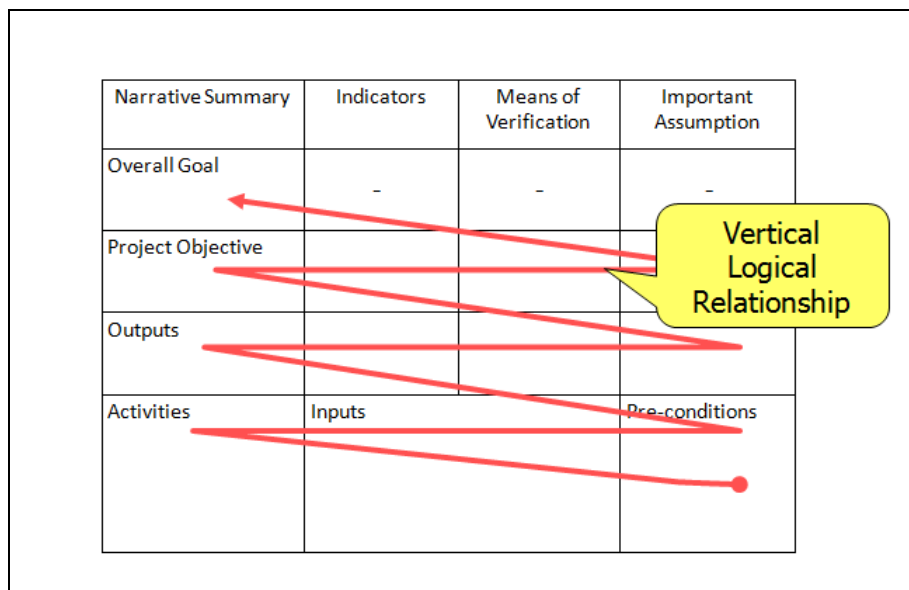 Narrative Summary
Indicators
Means of
Verification
Important
Assumption
Overall Goal
-
-
-
Project Objective
Vertical
Logical
Relationship
Outputs
Activities
Inputs
Pre-conditions